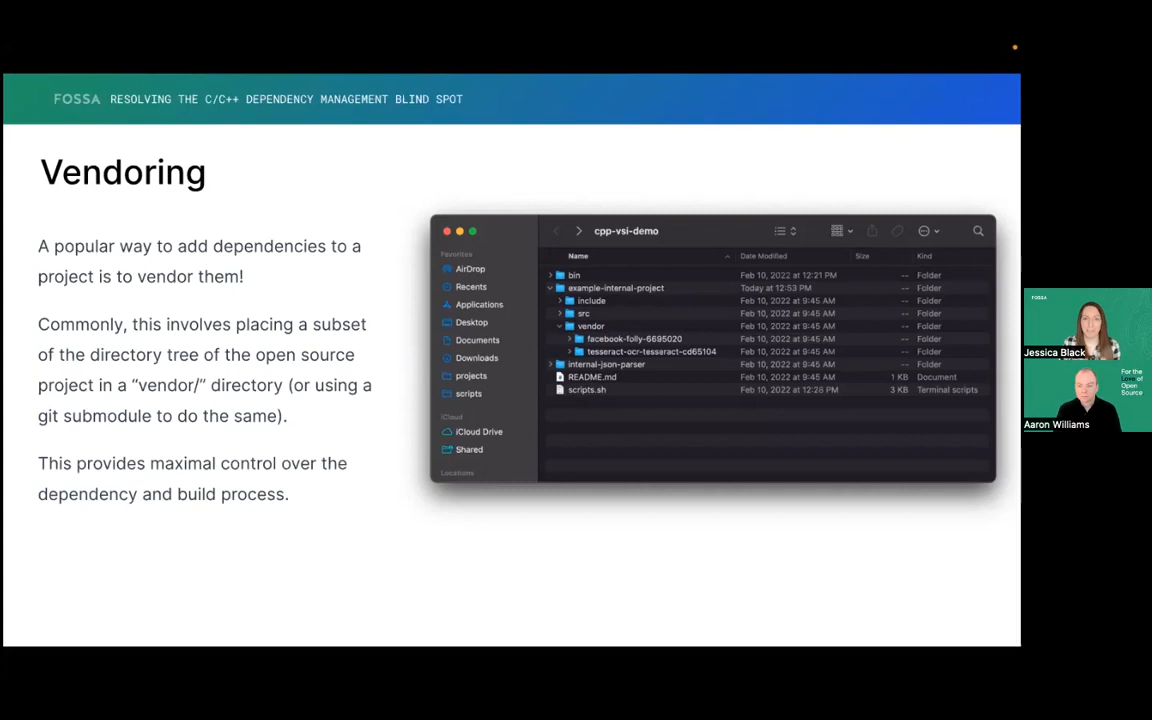 FOSSA RESOLVING THE C/C++ DEPENDENCY MANAGEMENT BLIND SPOT
Vendoring
A popular way to add dependencies to a
project is to vendor them!
Commonly, this involves placing a subset
of the directory tree of the open source
project in a “vendor/” directory (or using a
git submodule to do the same).
This provides maximal control over the
dependency and build process.
cpp-vsi-demo
Favorites
AirDrop
Recents
Applications
Desktop
Documents
Downloads
projects
scripts
iCloud
iCloud Drive
Shared
Locations
Name Date Modified Size Kind
bin Feb 10, 2022 at 12:21 PM -- Folder
example-internal-project Today at 12:53 PM -- Folder
include Feb 10, 2022 at 9:45 AM -- Folder
src Feb 10, 2022 at 9:45 AM -- Folder
vendor Feb 10, 2022 at 9:45 AM -- Folder
facebook-folly-6695020 Feb 10, 2022 at 9:45 AM -- Folder
tesseract-ocr-tesseract-cd65104 Feb 10, 2022 at 9:45 AM -- Folder
internal-json-parser Feb 10, 2022 at 9:45 AM -- Folder
README.md Feb 10, 2022 at 9:45 AM 1 KB Document
scripts.sh Feb 10, 2022 at 12:26 PM 3 KB Terminal scripts
FOSSA
Jessica Black
For the
Love of
Open
Source
Aaron Williams